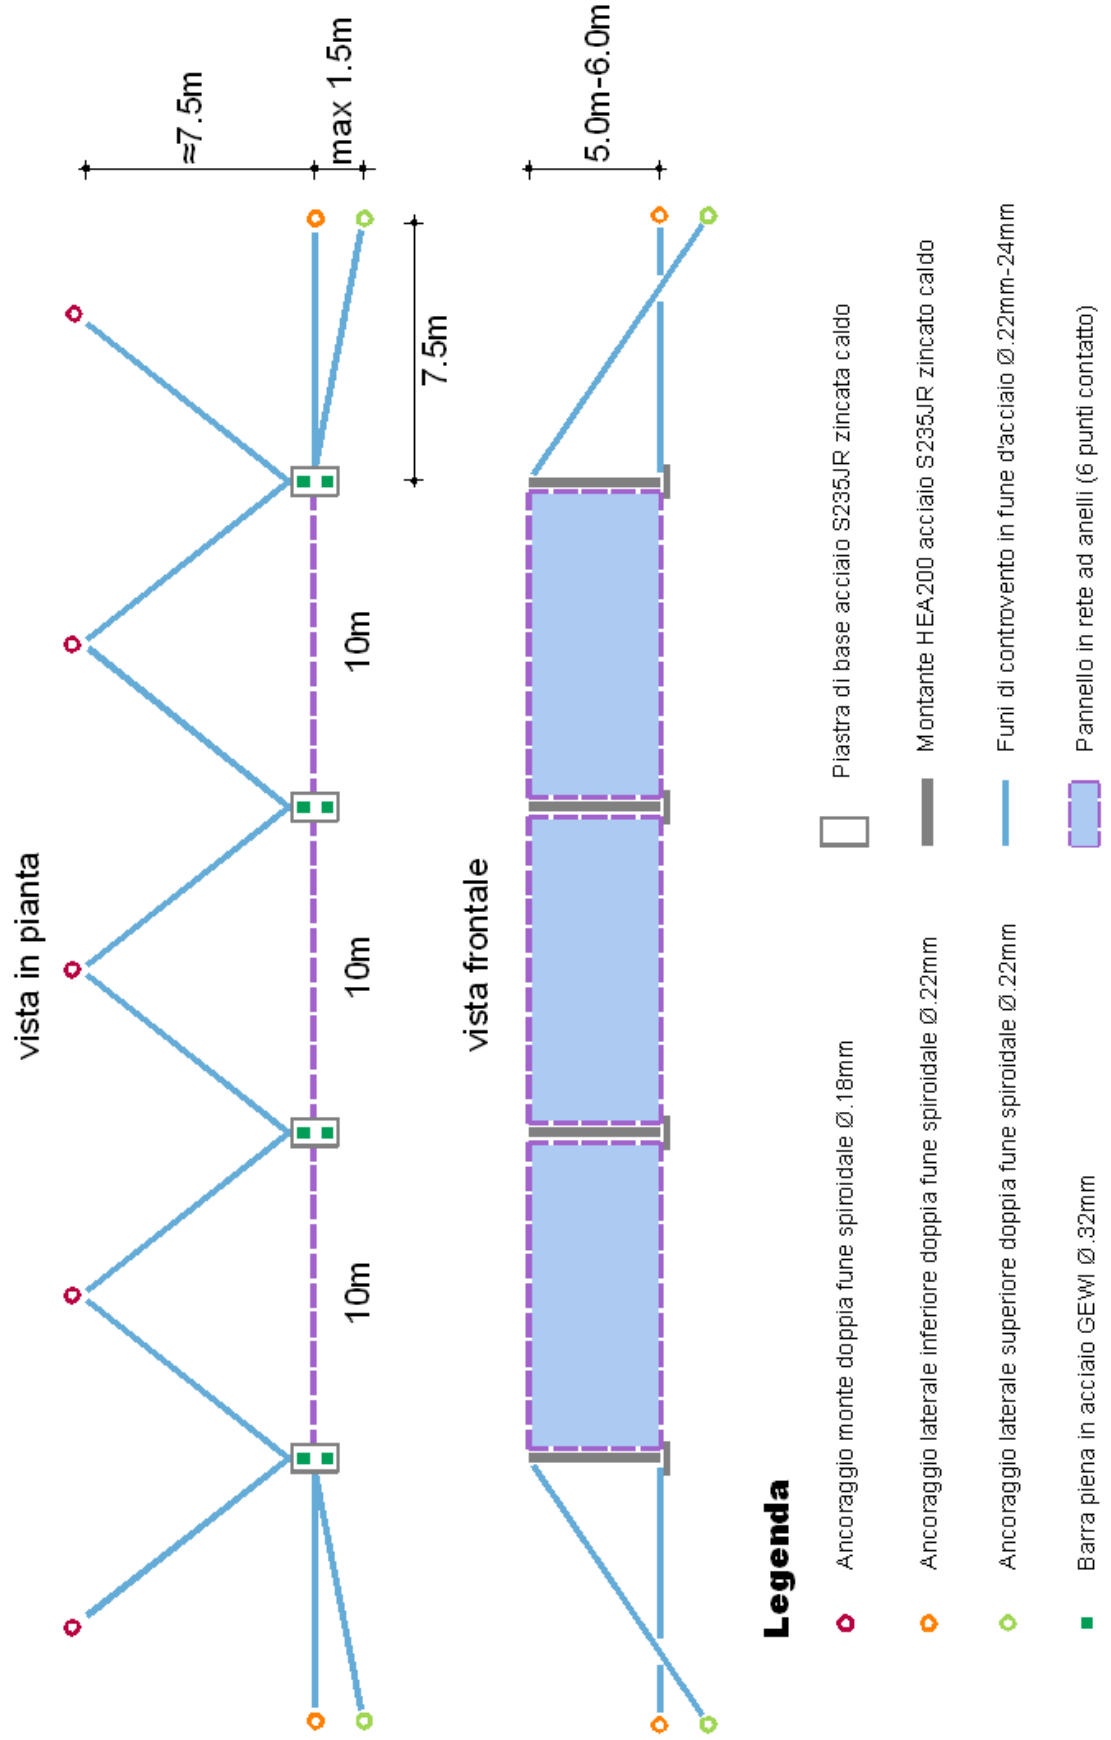 vista in pianta
≈7.5m
max 1.5m
10m
10m
10m
7.5m
vista frontale
5.0m-6.0m
Legenda
Ancoraggio monte doppia fune spiroidale Ø.18mm
Ancoraggio laterale inferiore doppia fune spiroidale Ø.22mm
Ancoraggio laterale superiore doppia fune spiroidale Ø.22mm
Barra piena in acciaio GEWI Ø.32mm
Piastra di base acciaio S235JR zincata caldo
Montante HEA200 acciaio S235JR zincato caldo
Funi di controvento in fune d'acciaio Ø.22mm-24mm
Pannello in rete ad anelli (6 punti contatto)